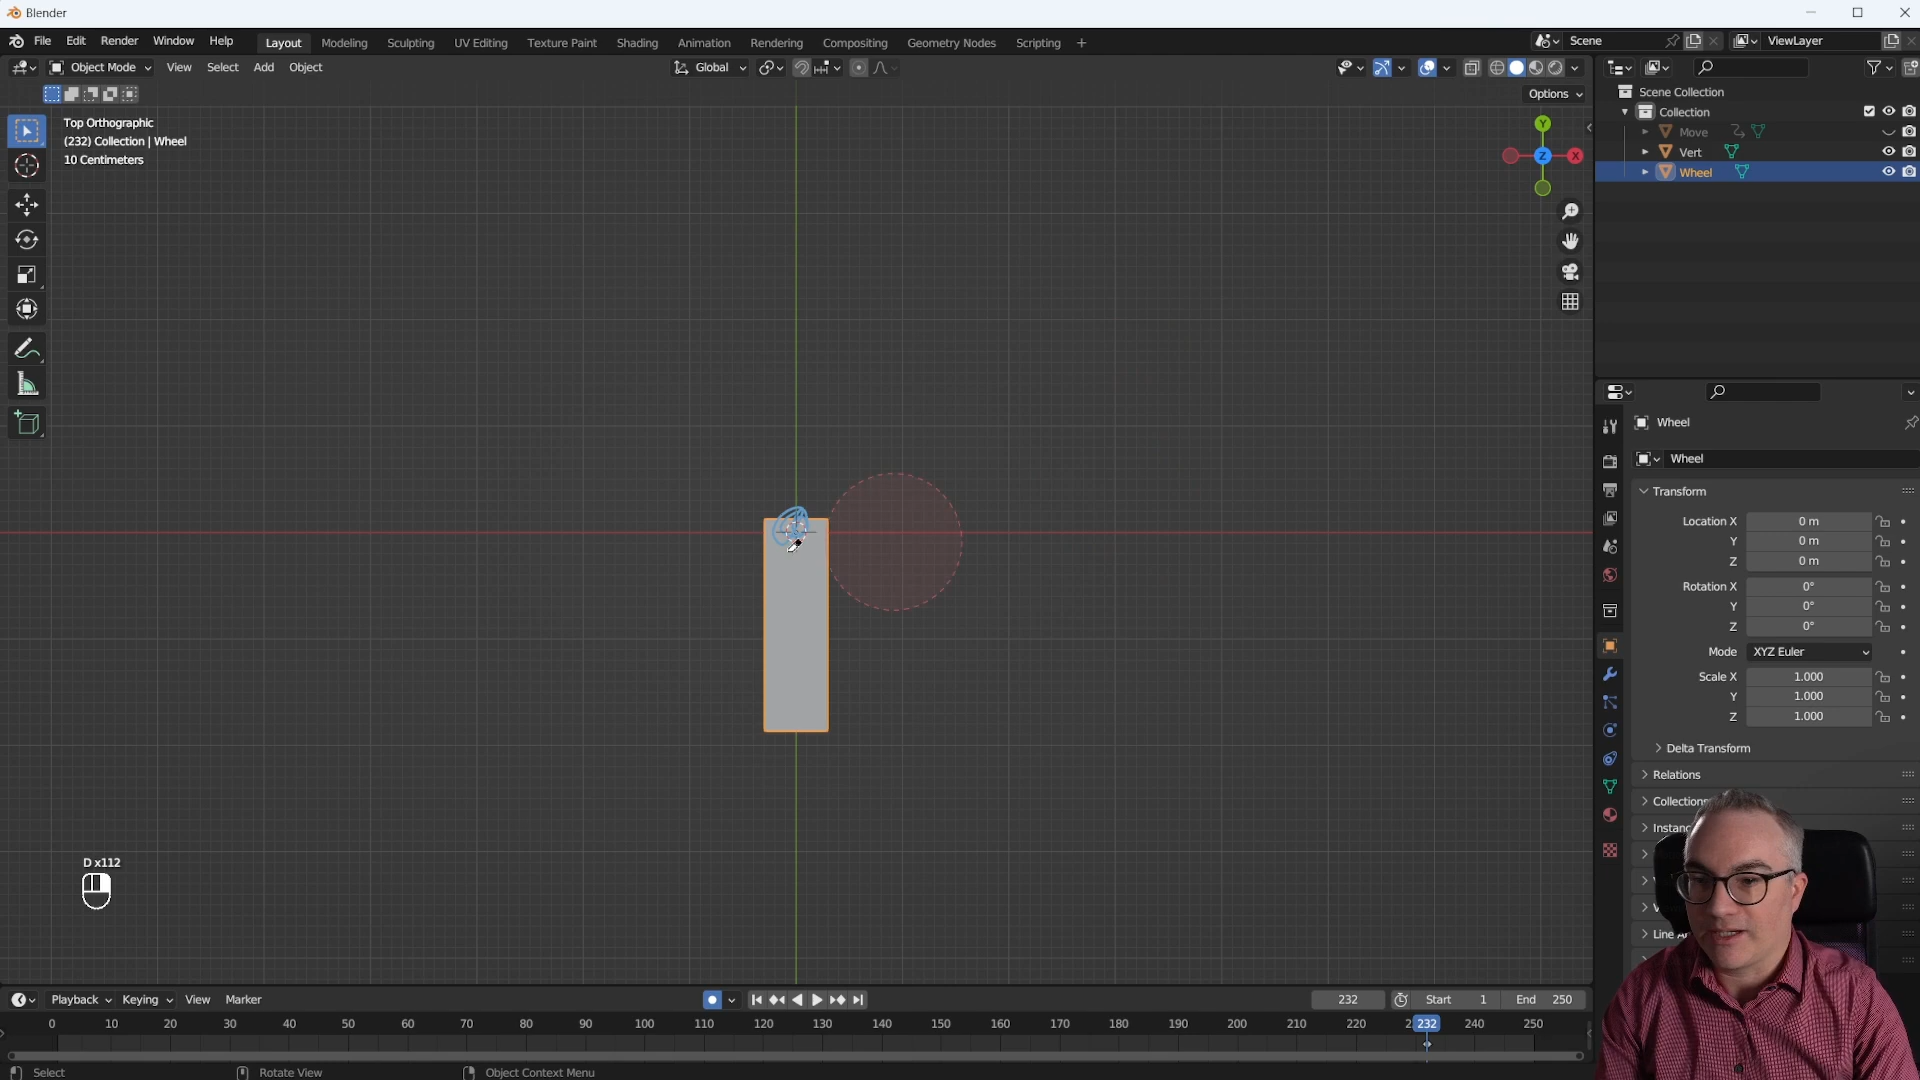 Blender
File Edit Render Window Help Layout Modeling Sculpting UV Editing Texture Paint Shading Animation Rendering Compositing Geometry Nodes Scripting + Scene ViewLayer
Object Mode View Select Add Object Global
Options
Top Orthographic
(232) Collection | Wheel
10 Centimeters
Y
Z X
D x112
Scene Collection
Collection
Move
Vert
Wheel
Wheel
Wheel
Transform
Location X 0 m
Y 0 m
Z 0 m
Rotation X 0°
Y 0°
Z 0°
Mode XYZ Euler
Scale X 1.000
Y 1.000
Z 1.000
Delta Transform
Relations
Collections
Instanc
V
Line Ar
Playback Keying View Marker 232 Start 1 End 250
0 10 20 30 40 50 60 70 80 90 100 110 120 130 140 150 160 170 180 190 200 210 220 232 240 250
Select Rotate View Object Context Menu